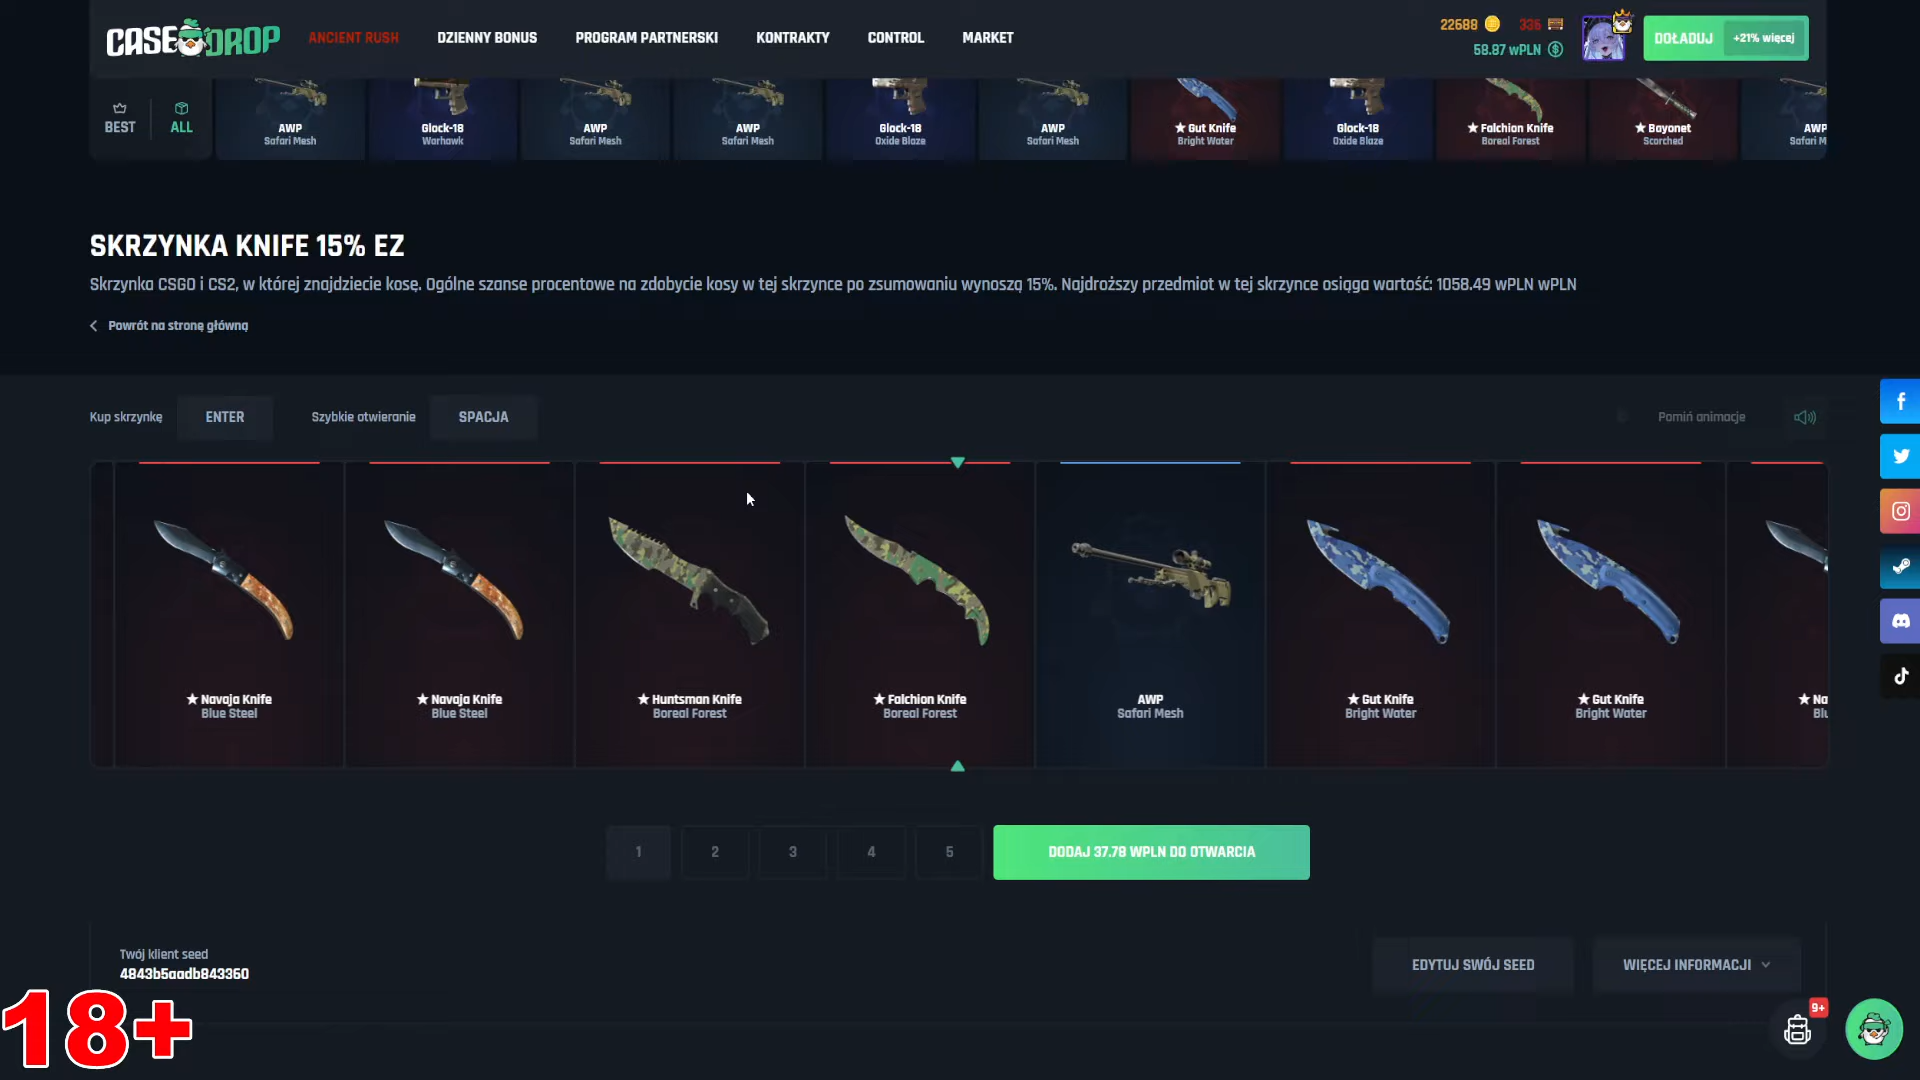 CASE DROP
ANCIENT RUSH
DZIENNY BONUS
PROGRAM PARTNERSKI
KONTRAKTY
CONTROL
MARKET
22688
336
58.87 wPLN
DOŁADUJ
+21% więcej
BEST
ALL
AWP
Safari Mesh
Glock-18
Warhawk
AWP
Safari Mesh
AWP
Safari Mesh
Glock-18
Oxide Blaze
AWP
Safari Mesh
★ Gut Knife
Bright Water
Glock-18
Oxide Blaze
★ Falchion Knife
Boreal Forest
★ Bayonet
Scorched
AWP
Safari M
SKRZYNKA KNIFE 15% EZ
Skrzynka CSGO i CS2, w której znajdziecie kosę. Ogólne szanse procentowe na zdobycie kosy w tej skrzynce po zsumowaniu wynoszą 15%. Najdroższy przedmiot w tej skrzynce osiąga wartość: 1058.49 wPLN wPLN
Powrót na stronę główną
Kup skrzynkę
ENTER
Szybkie otwieranie
SPACJA
Pomiń animacje
★ Navaja Knife
Blue Steel
★ Navaja Knife
Blue Steel
★ Huntsman Knife
Boreal Forest
★ Falchion Knife
Boreal Forest
AWP
Safari Mesh
★ Gut Knife
Bright Water
★ Gut Knife
Bright Water
★ Na
Blu
1
2
3
4
5
DODAJ 37.78 WPLN DO OTWARCIA
Twój klient seed
4843b5aadb843360
EDYTUJ SWÓJ SEED
WIĘCEJ INFORMACJI
9+
18+